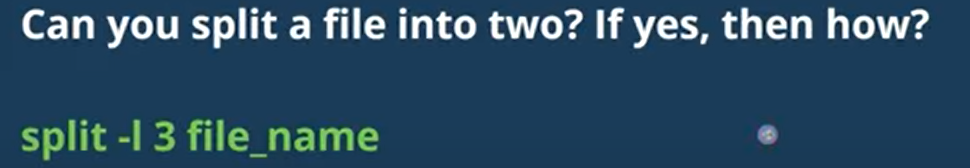 Can you split a file into two? If yes, then how?
split -l 3 file_name